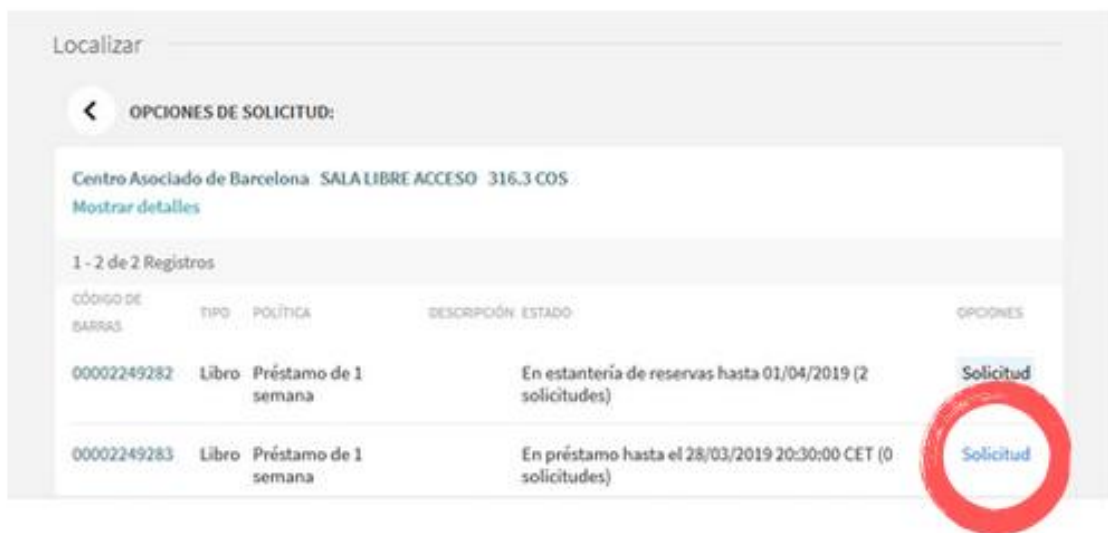 Localizar
OPCIONES DE SOLICITUD:
Centro Asociado de Barcelona SALA LIBRE ACCESO 316.3 COS
Mostrar detalles
1 - 2 de 2 Registros
CÓDIGO DE
BARRAS TIPO POLÍTICA DESCRIPCIÓN ESTADO OPCIONES
00002249282 Libro Préstamo de 1 En estantería de reservas hasta 01/04/2019 (2 Solicitud
semana solicitudes)
00002249283 Libro Préstamo de 1 En préstamo hasta el 28/03/2019 20:30:00 CET (0 Solicitud
semana solicitudes)